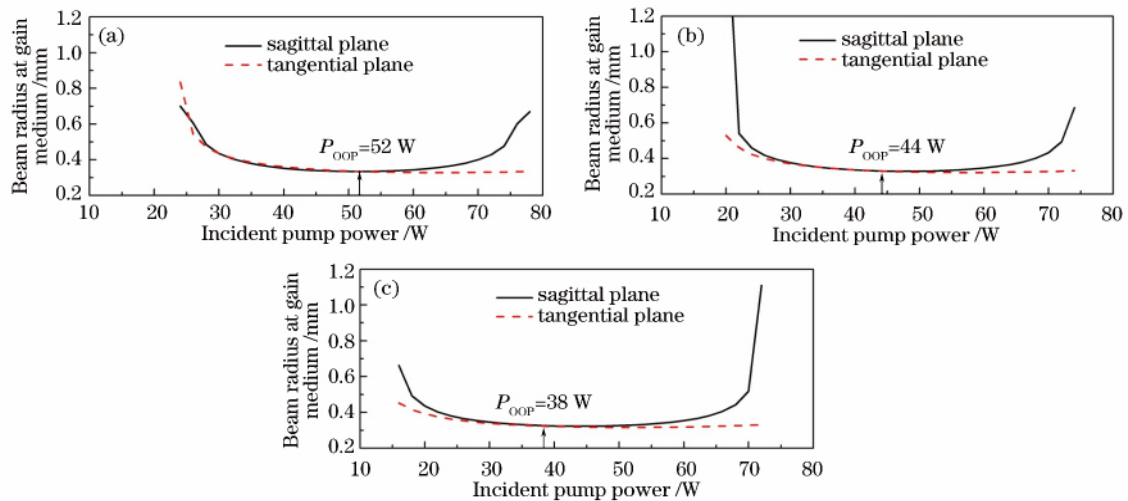 (a)
sagittal plane
tangential plane
P_OOP=52 W
Beam radius at gain
medium /mm
1.2
1.0
0.8
0.6
0.4
0.2
10 20 30 40 50 60 70 80
Incident pump power /W
(b)
sagittal plane
tangential plane
P_OOP=44 W
Beam radius at gain
medium /mm
1.2
1.0
0.8
0.6
0.4
0.2
10 20 30 40 50 60 70 80
Incident pump power /W
(c)
sagittal plane
tangential plane
P_OOP=38 W
Beam radius at gain
medium /mm
1.2
1.0
0.8
0.6
0.4
0.2
10 20 30 40 50 60 70 80
Incident pump power /W